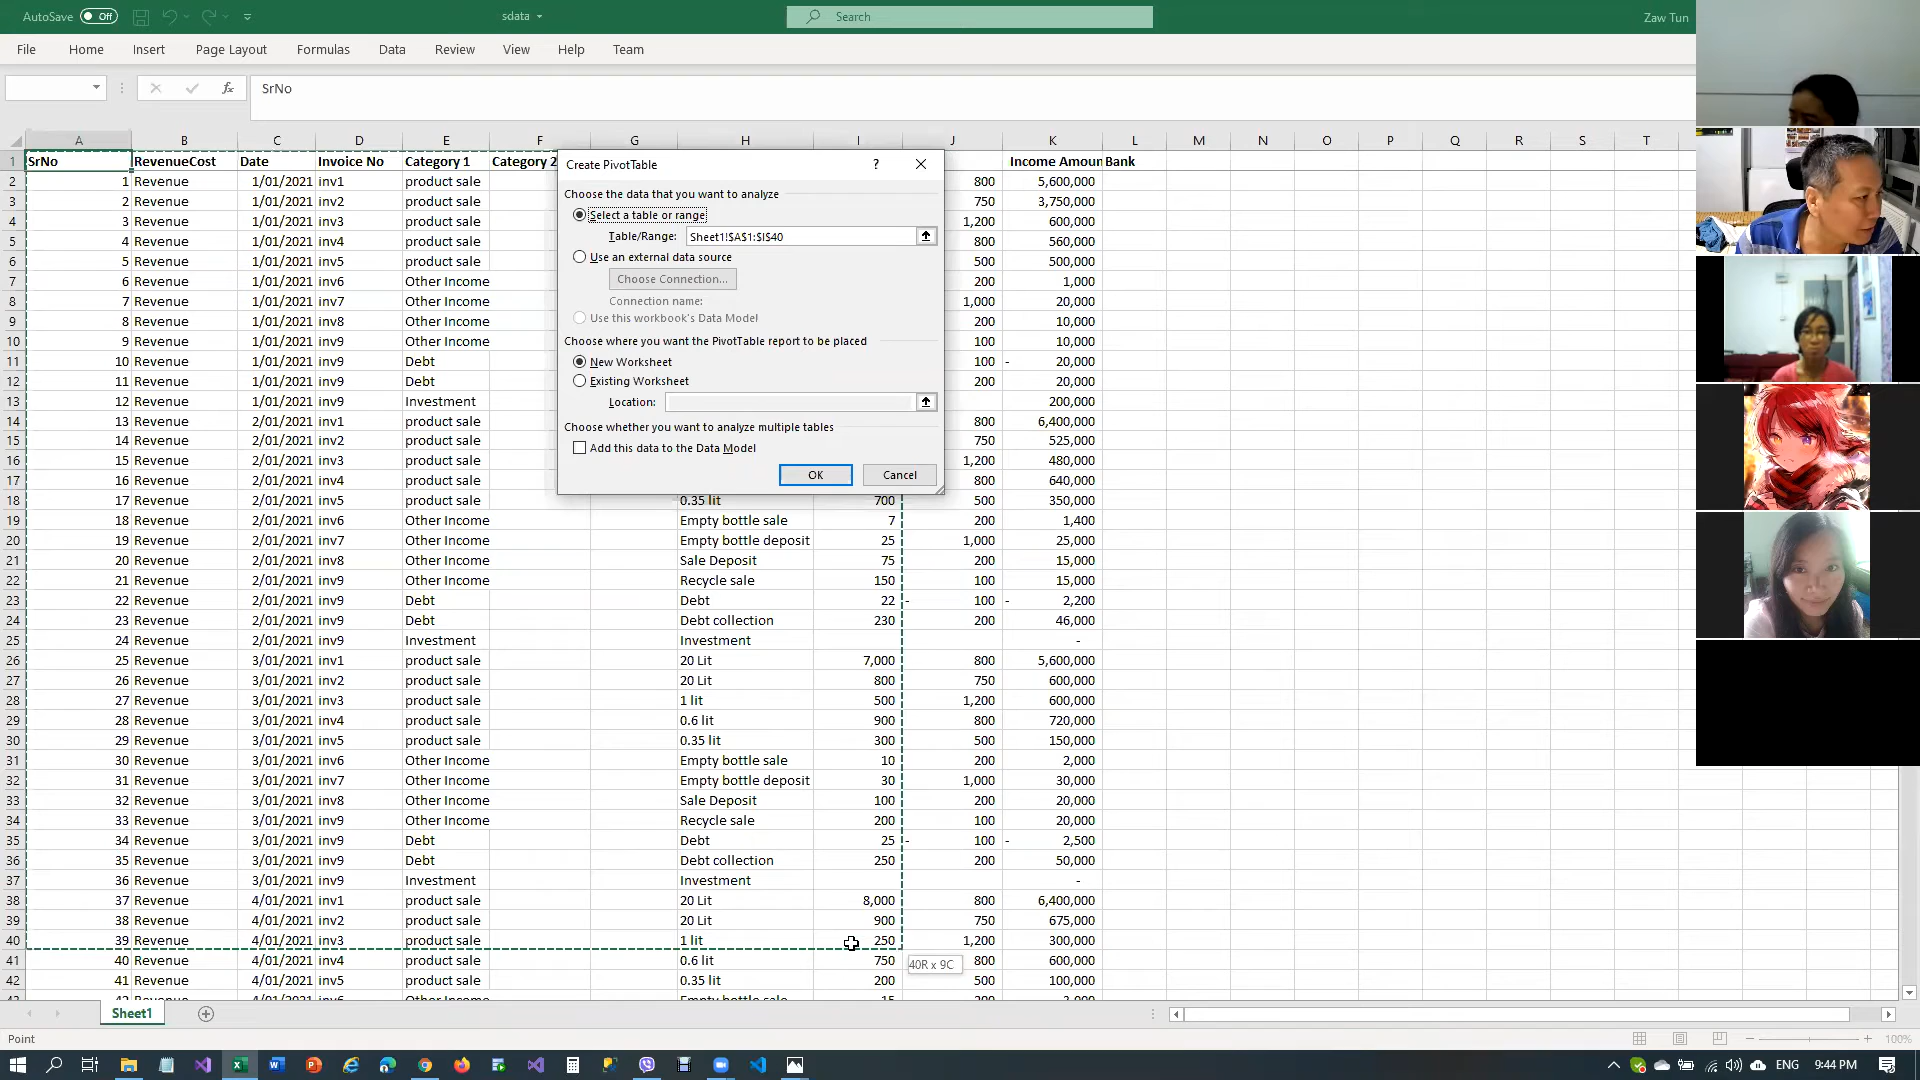 AutoSave Off sdata Search Zaw Tun
File Home Insert Page Layout Formulas Data Review View Help Team
fx SrNo
A B C D E F G H I J K L M N O P Q R S T
1 SrNo RevenueCost Date Invoice No Category 1 Category 2 Income Amoun Bank
2 1 Revenue 1/01/2021 inv1 product sale 800 5,600,000
3 2 Revenue 1/01/2021 inv2 product sale 750 3,750,000
4 3 Revenue 1/01/2021 inv3 product sale 1,200 600,000
5 4 Revenue 1/01/2021 inv4 product sale 800 560,000
6 5 Revenue 1/01/2021 inv5 product sale 500 500,000
7 6 Revenue 1/01/2021 inv6 Other Income 200 1,000
8 7 Revenue 1/01/2021 inv7 Other Income 1,000 20,000
9 8 Revenue 1/01/2021 inv8 Other Income 200 10,000
10 9 Revenue 1/01/2021 inv9 Other Income 100 10,000
11 10 Revenue 1/01/2021 inv9 Debt 100 - 20,000
12 11 Revenue 1/01/2021 inv9 Debt 200 20,000
13 12 Revenue 1/01/2021 inv9 Investment 200,000
14 13 Revenue 2/01/2021 inv1 product sale 800 6,400,000
15 14 Revenue 2/01/2021 inv2 product sale 750 525,000
16 15 Revenue 2/01/2021 inv3 product sale 1,200 480,000
17 16 Revenue 2/01/2021 inv4 product sale 800 640,000
18 17 Revenue 2/01/2021 inv5 product sale 0.35 lit 700 500 350,000
19 18 Revenue 2/01/2021 inv6 Other Income Empty bottle sale 7 200 1,400
20 19 Revenue 2/01/2021 inv7 Other Income Empty bottle deposit 25 1,000 25,000
21 20 Revenue 2/01/2021 inv8 Other Income Sale Deposit 75 200 15,000
22 21 Revenue 2/01/2021 inv9 Other Income Recycle sale 150 100 15,000
23 22 Revenue 2/01/2021 inv9 Debt Debt 22 - 100 - 2,200
24 23 Revenue 2/01/2021 inv9 Debt Debt collection 230 200 46,000
25 24 Revenue 2/01/2021 inv9 Investment Investment -
26 25 Revenue 3/01/2021 inv1 product sale 20 Lit 7,000 800 5,600,000
27 26 Revenue 3/01/2021 inv2 product sale 20 Lit 800 750 600,000
28 27 Revenue 3/01/2021 inv3 product sale 1 lit 500 1,200 600,000
29 28 Revenue 3/01/2021 inv4 product sale 0.6 lit 900 800 720,000
30 29 Revenue 3/01/2021 inv5 product sale 0.35 lit 300 500 150,000
31 30 Revenue 3/01/2021 inv6 Other Income Empty bottle sale 10 200 2,000
32 31 Revenue 3/01/2021 inv7 Other Income Empty bottle deposit 30 1,000 30,000
33 32 Revenue 3/01/2021 inv8 Other Income Sale Deposit 100 200 20,000
34 33 Revenue 3/01/2021 inv9 Other Income Recycle sale 200 100 20,000
35 34 Revenue 3/01/2021 inv9 Debt Debt 25 - 100 - 2,500
36 35 Revenue 3/01/2021 inv9 Debt Debt collection 250 200 50,000
37 36 Revenue 3/01/2021 inv9 Investment Investment -
38 37 Revenue 4/01/2021 inv1 product sale 20 Lit 8,000 800 6,400,000
39 38 Revenue 4/01/2021 inv2 product sale 20 Lit 900 750 675,000
40 39 Revenue 4/01/2021 inv3 product sale 1 lit 250 1,200 300,000
41 40 Revenue 4/01/2021 inv4 product sale 0.6 lit 750 800 600,000
42 41 Revenue 4/01/2021 inv5 product sale 0.35 lit 200 500 100,000
Create PivotTable ?
Choose the data that you want to analyze
Select a table or range
Table/Range: Sheet1!$A$1:$I$40
Use an external data source
Choose Connection...
Connection name:
Use this workbook's Data Model
Choose where you want the PivotTable report to be placed
New Worksheet
Existing Worksheet
Location:
Choose whether you want to analyze multiple tables
Add this data to the Data Model
OK Cancel
40R x 9C
Sheet1
Point 100%
ENG 9:44 PM